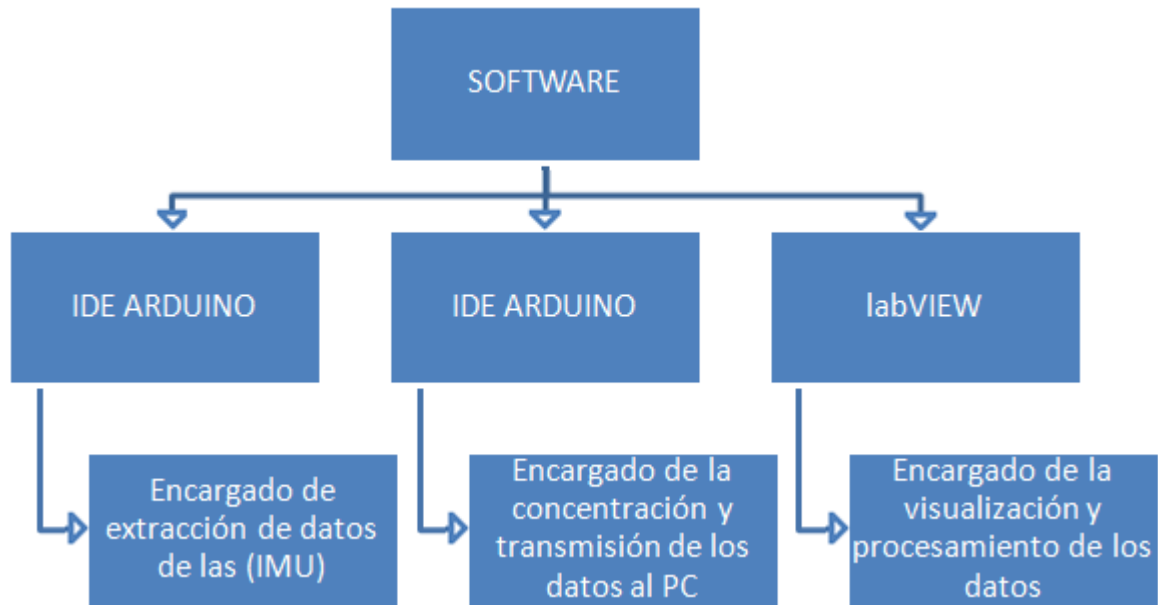 SOFTWARE
IDE ARDUINO
IDE ARDUINO
labVIEW
Encargado de
extracción de datos
de las (IMU)
Encargado de la
concentración y
transmisión de los
datos al PC
Encargado de la
visualización y
procesamiento de los
datos